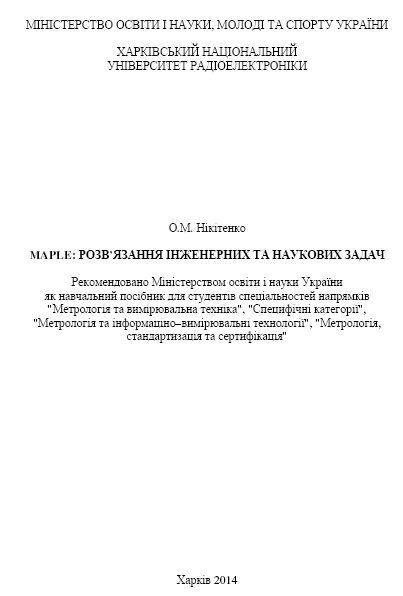 МІНІСТЕРСТВО ОСВІТИ І НАУКИ, МОЛОДІ ТА СПОРТУ УКРАЇНИ
ХАРКІВСЬКИЙ НАЦІОНАЛЬНИЙ
УНІВЕРСИТЕТ РАДІОЕЛЕКТРОНІКИ
О.М. Нікітенко
MAPLE: РОЗВ'ЯЗАННЯ ІНЖЕНЕРНИХ ТА НАУКОВИХ ЗАДАЧ
Рекомендовано Міністерством освіти і науки України
як навчальний посібник для студентів спеціальностей напрямків
"Метрологія та вимірювальна техніка", "Специфічні категорії",
"Метрологія та інформаціно–вимірювальні технології", "Метрологія,
стандартизація та сертифікація"
Харків 2014